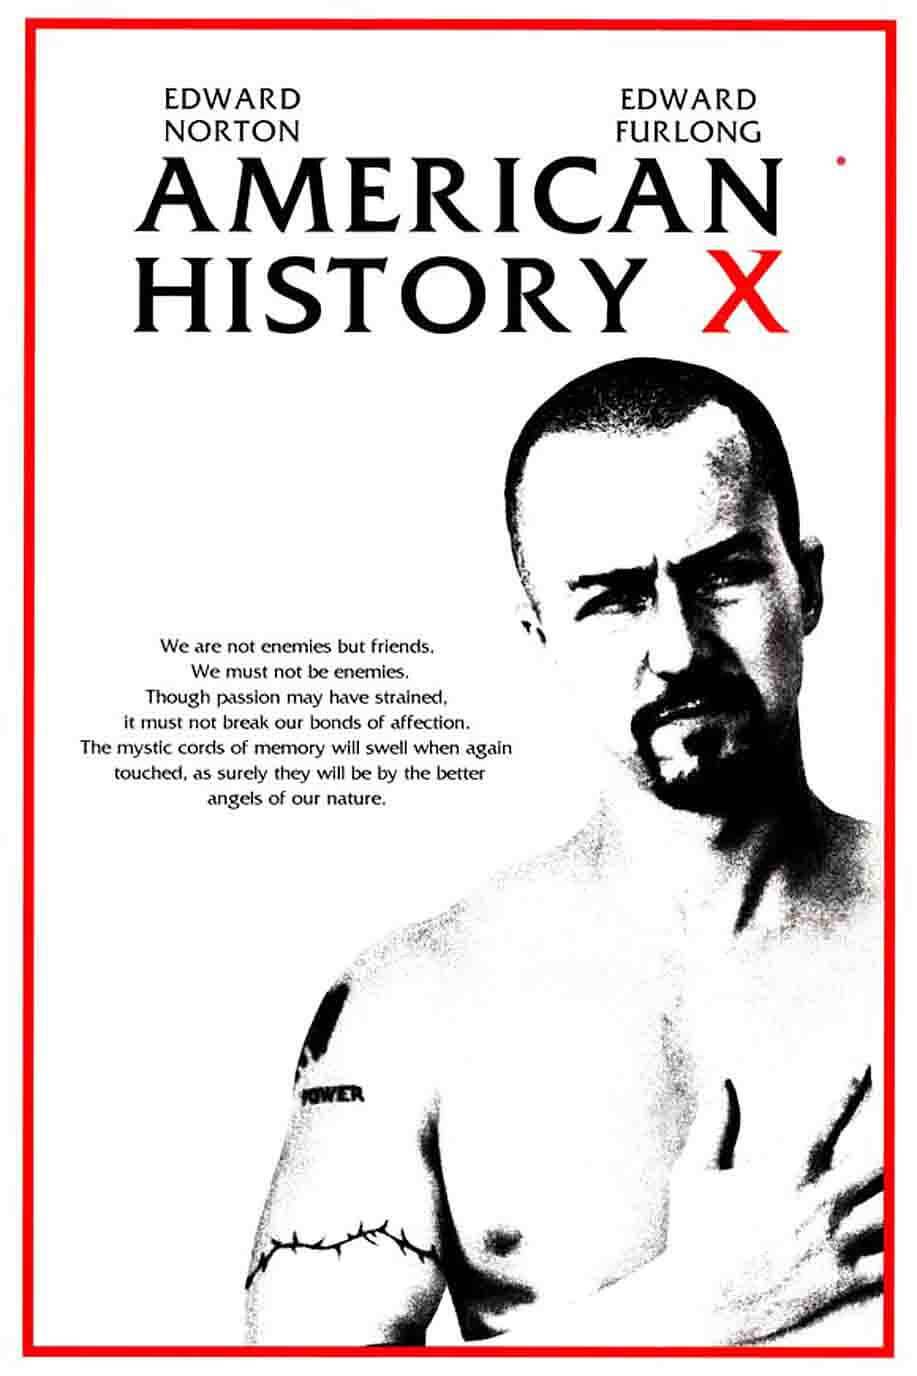 EDWARD
NORTON
EDWARD
FURLONG
AMERICAN
HISTORY X
We are not enemies but friends.
We must not be enemies.
Though passion may have strained,
it must not break our bonds of affection.
The mystic cords of memory will swell when again
touched, as surely they will be by the better
angels of our nature.
POWER